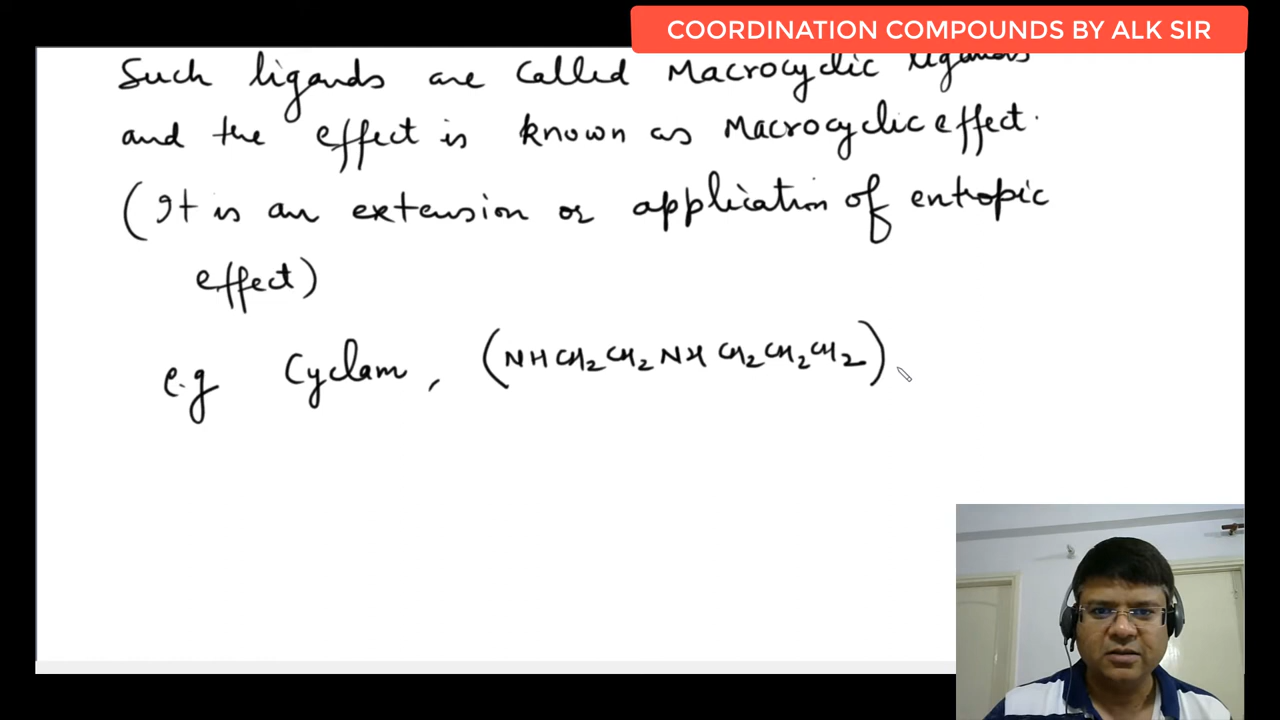 COORDINATION COMPOUNDS BY ALK SIR
Such ligands are called Macrocyclic ligands
and the effect is known as Macrocyclic effect.
(It is an extension or application of entropic
effect)
e.g Cyclam, (NHCH₂CH₂NHCH₂CH₂CH₂)